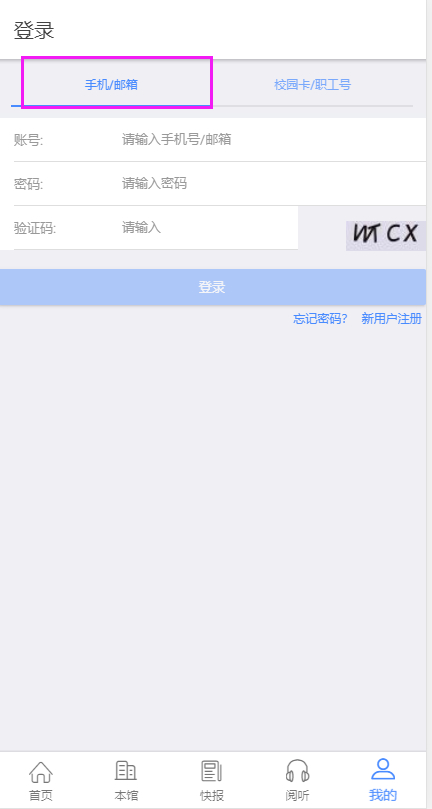 登录
手机/邮箱 校园卡/职工号
账号: 请输入手机号/邮箱
密码: 请输入密码
验证码: 请输入 WTCX
登录
忘记密码? 新用户注册
首页 本馆 快报 阅听 我的